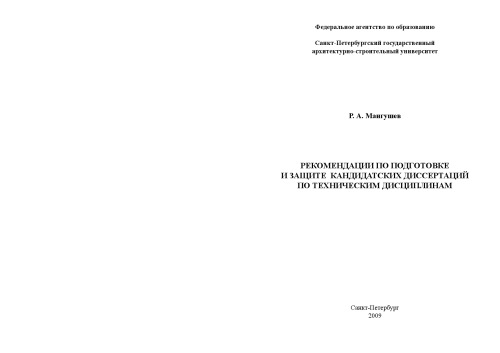 Федеральное агентство по образованию
Санкт-Петербургский государственный
архитектурно-строительный университет
Р. А. Мангушев
РЕКОМЕНДАЦИИ ПО ПОДГОТОВКЕ
И ЗАЩИТЕ КАНДИДАТСКИХ ДИССЕРТАЦИЙ
ПО ТЕХНИЧЕСКИМ ДИСЦИПЛИНАМ
Санкт-Петербург
2009